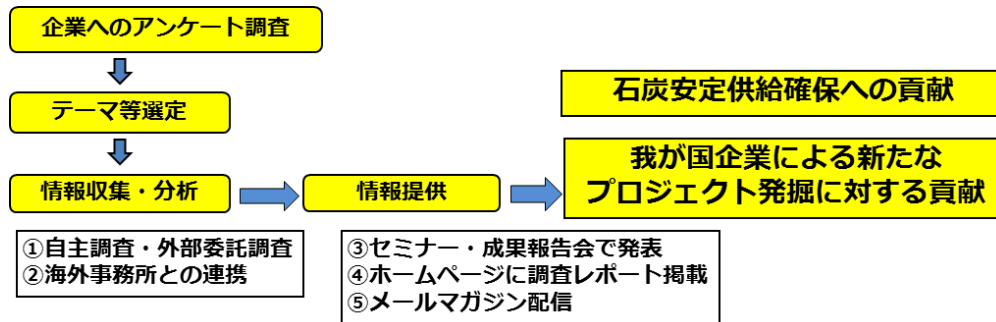 企業へのアンケート調査
テーマ等選定
石炭安定供給確保への貢献
情報収集・分析
情報提供
我が国企業による新たな
プロジェクト発掘に対する貢献
①自主調査・外部委託調査
②海外事務所との連携
③セミナー・成果報告会で発表
④ホームページに調査レポート掲載
⑤メールマガジン配信